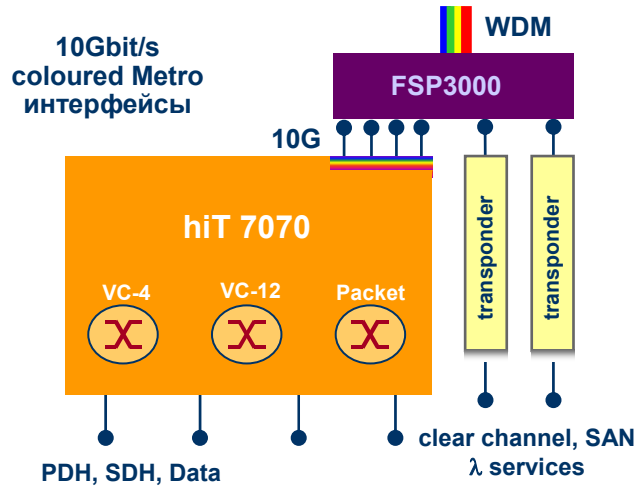 10Gbit/s
coloured Metro
интерфейсы
WDM
FSP3000
10G
hiT 7070
VC-4
VC-12
Packet
transponder
transponder
PDH, SDH, Data
clear channel, SAN
λ services